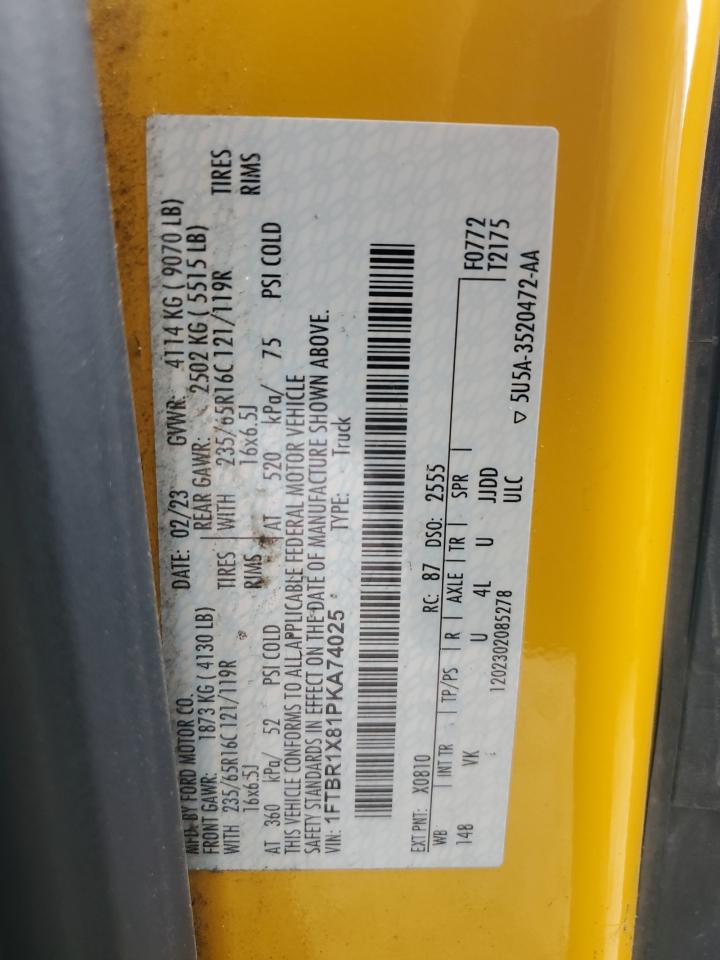 MFD. BY FORD MOTOR CO.
DATE: 02/23 GVWR: 4114 KG ( 9070 LB)
FRONT GAWR: 1873 KG ( 4130 LB) REAR GAWR: 2502 KG ( 5515 LB)
WITH 235/65R16C 121/119R TIRES WITH 235/65R16C 121/119R TIRES
16x6.5J RIMS 16x6.5J RIMS
AT 360 kPa/ 52 PSI COLD AT 520 kPa/ 75 PSI COLD
THIS VEHICLE CONFORMS TO ALL APPLICABLE FEDERAL MOTOR VEHICLE
SAFETY STANDARDS IN EFFECT ON THE DATE OF MANUFACTURE SHOWN ABOVE.
VIN: 1FTBR1X81PKA74025 TYPE: Truck
EXT PNT: X0810 RC: 87 DSO: 2555 F0772
WB INT TR TP/PS R AXLE TR SPR T2175
148 VK U 4L U JJDD
1202302085278 ULC ▽ 5U5A-3520472-AA